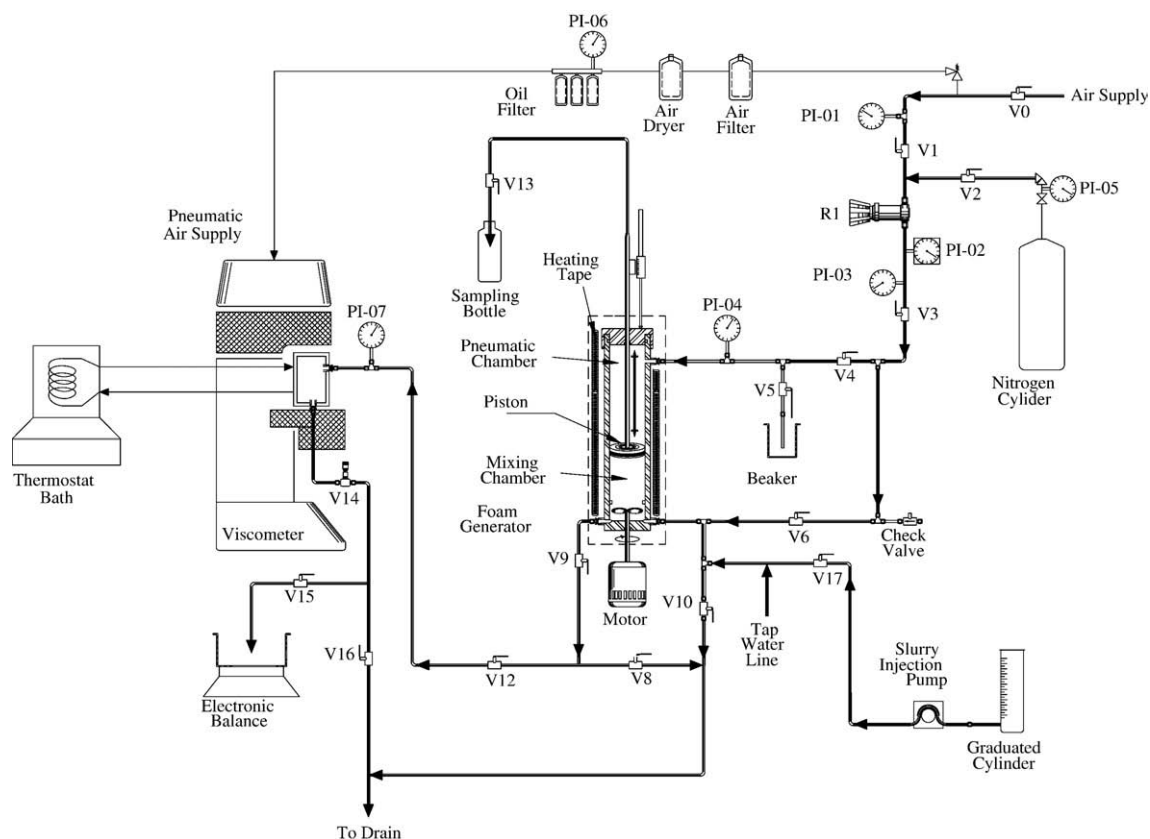 PI-06
Oil
Filter
Air
Dryer
Air
Filter
Air Supply
V0
PI-01
V1
V13
V2
PI-05
Pneumatic
Air Supply
R1
PI-02
Heating
Tape
Sampling
Bottle
PI-03
PI-07
PI-04
V3
Pneumatic
Chamber
V4
V5
Nitrogen
Cylider
Piston
Thermostat
Bath
Mixing
Chamber
Beaker
V14
Foam
Generator
Viscometer
V6
Check
Valve
V9
V17
V15
V10
Motor
Tap
Water
Line
V16
Slurry
Injection
Pump
V12
V8
Electronic
Balance
Graduated
Cylinder
To Drain